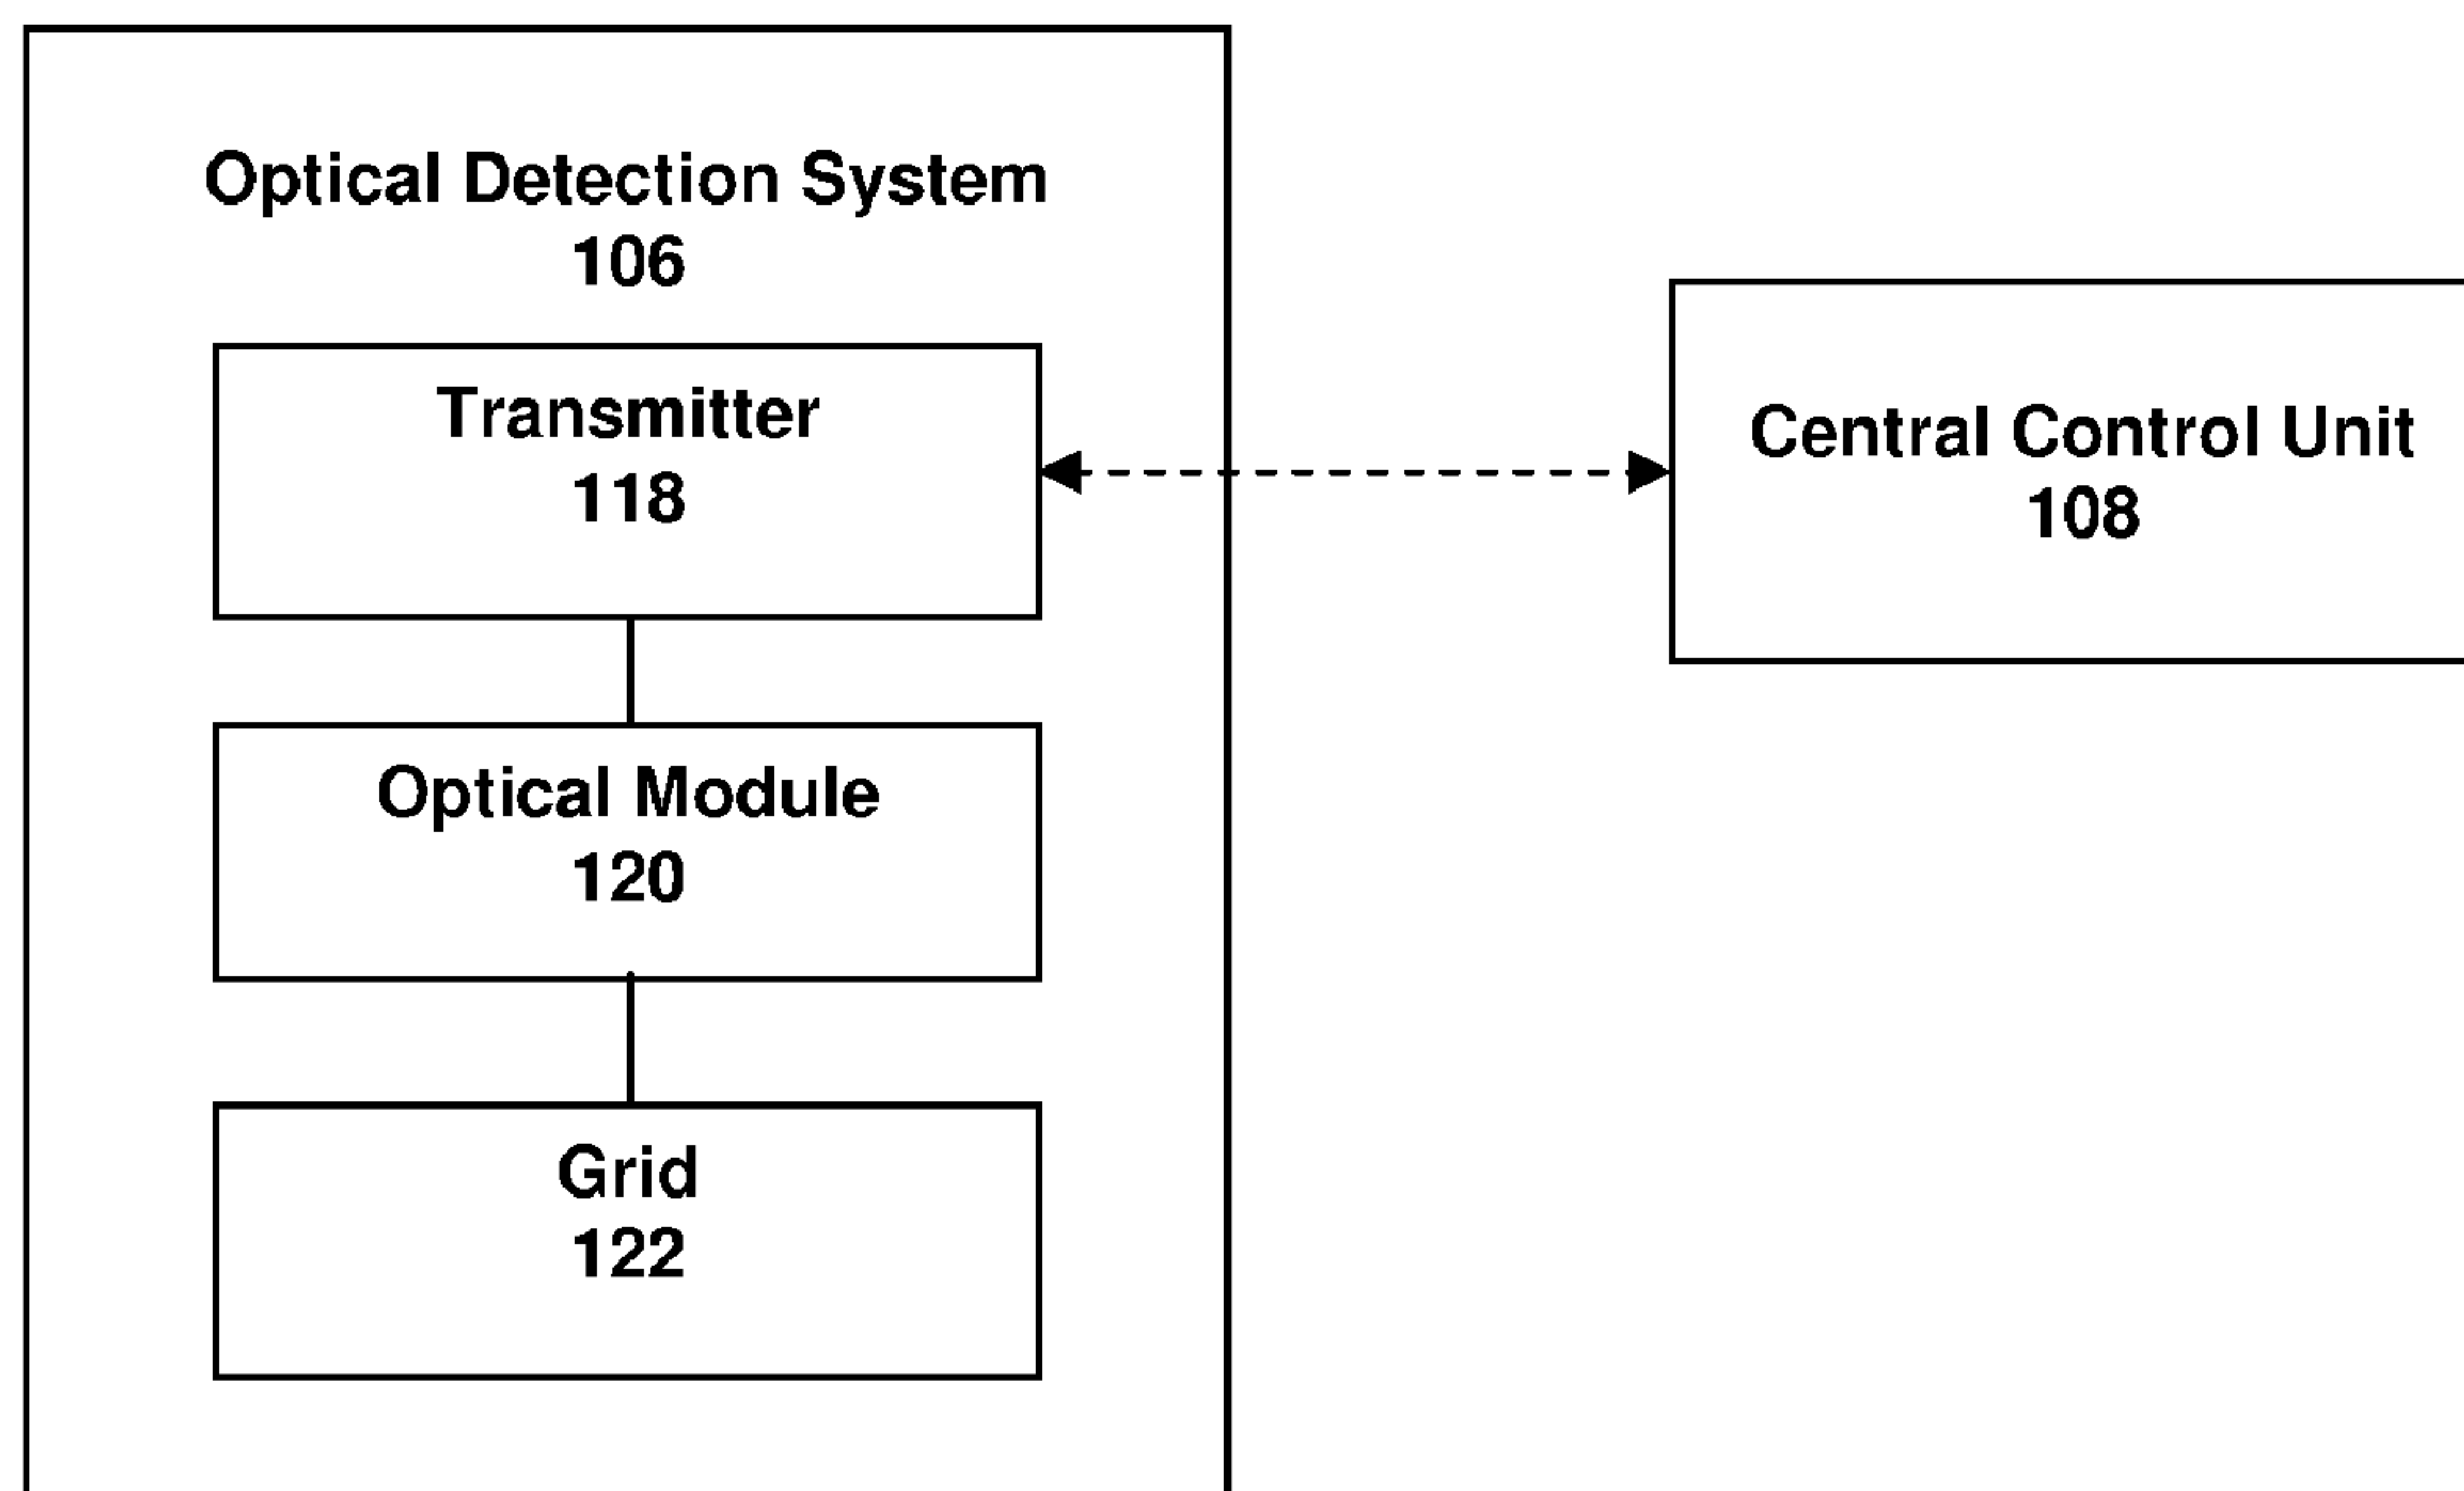 Optical Detection System
106
Transmitter
118
Central Control Unit
108
Optical Module
120
Grid
122